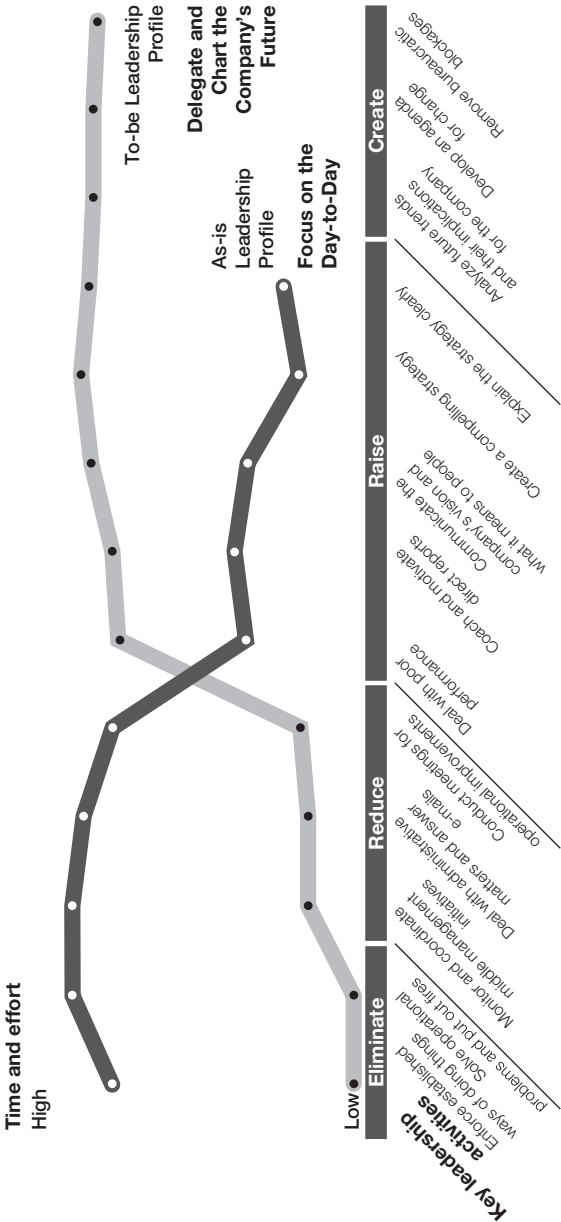 Time and effort
High
Low
To-be Leadership
Profile
Delegate and
Chart the
Company's
Future
As-is
Leadership
Profile
Focus on the
Day-to-Day
Eliminate
Reduce
Raise
Create
Key leadership
activities
Enforce established
ways of doing things
Solve operational
problems and put out fires
Monitor and coordinate
middle management
initiatives
Deal with administrative
matters and answer
e-mails
Conduct meetings for
operational improvements
Deal with poor
performance
Coach and motivate
direct reports
Communicate the
company's vision and
what it means to people
Create a compelling strategy
Explain the strategy clearly
Analyze future trends
and their implications
for the company
Develop an agenda
for change
Remove bureaucratic
blockages